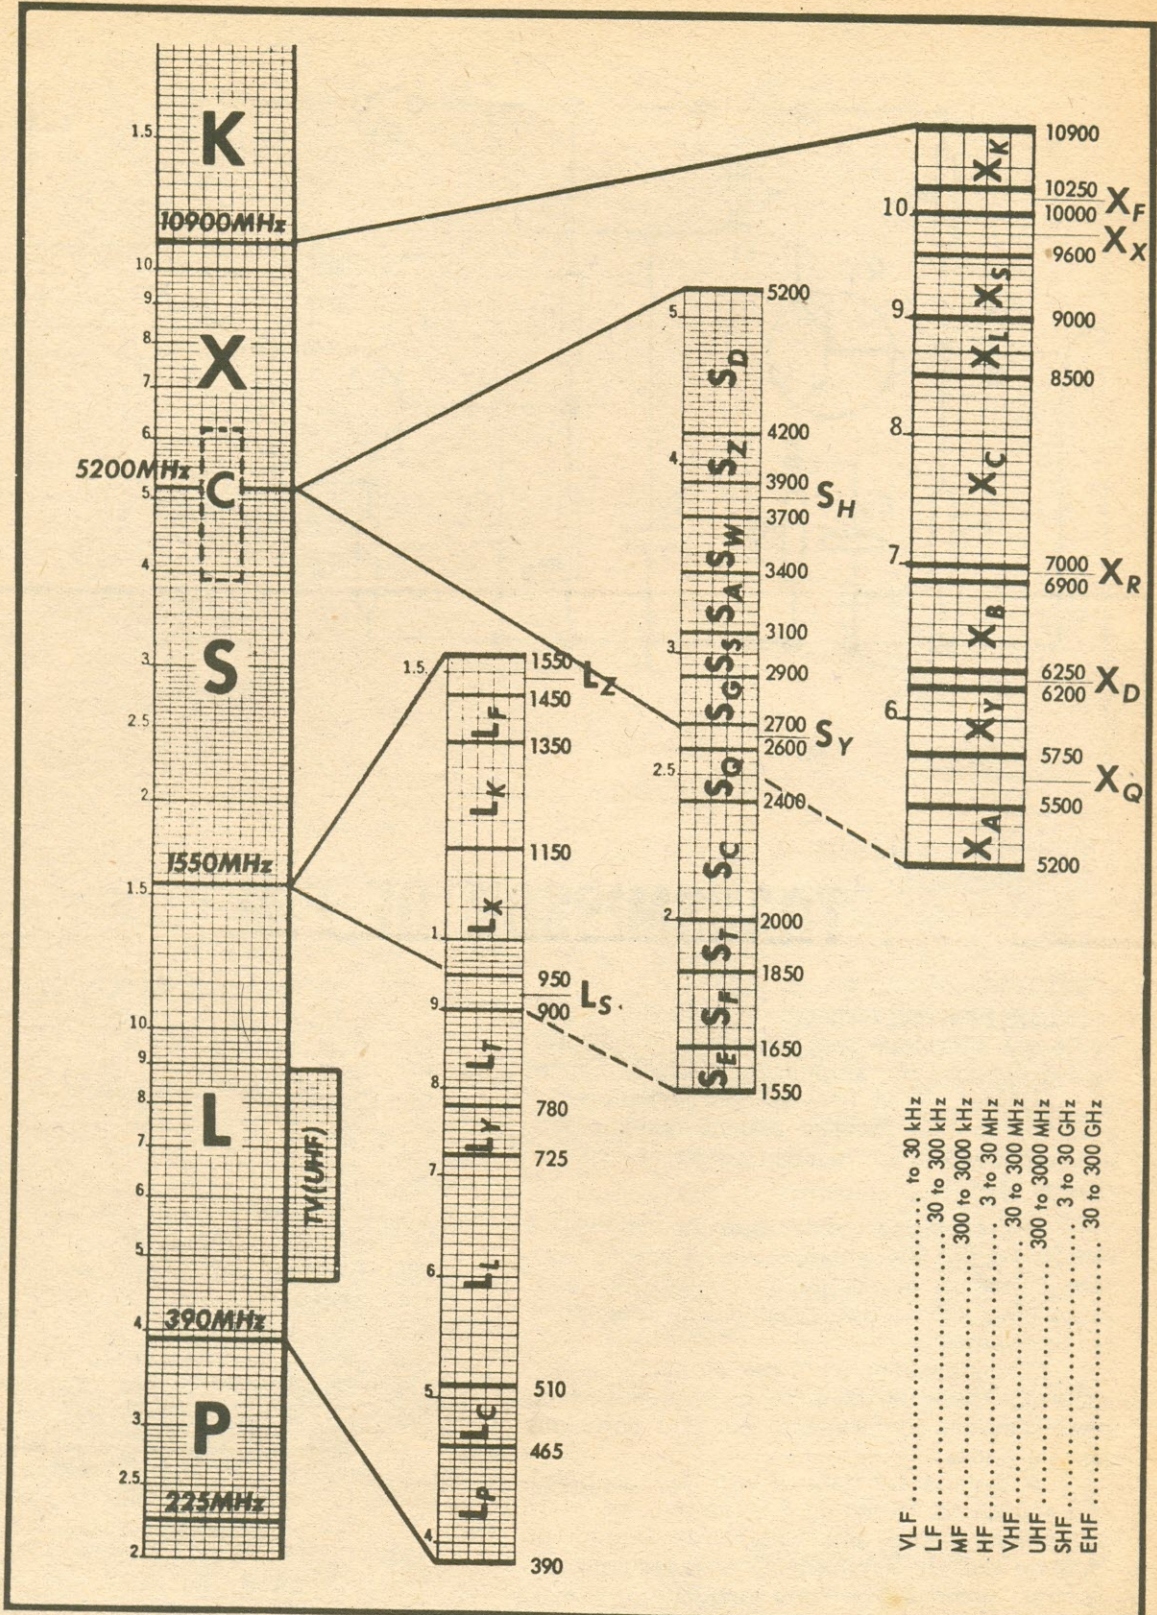 K
1.5
10900MHz
10
9
X
8
7
6
5200MHz
C
5
4
S
3
2.5
2
1550MHz
1.5
10
9
8
L
7
6
5
TV(UHF)
390MHz
4
3
P
2.5
225MHz
2
1.5
1550
LZ
1450
LF
1350
LK
1150
LX
1
950
LS
900
9
LT
8
780
LY
725
7
LL
6
510
5
LC
465
LP
4
390
5200
5
SD
4200
SZ
4
3900
SH
3700
SW
3400
SA
3100
3
SS
2900
SG
2700
SY
2600
SQ
2.5
2400
SC
2
2000
ST
1850
SF
1650
SE
1550
10900
XK
10250
XF
10
10000
XX
9600
XS
9
9000
XL
8500
8
XC
7
7000
XR
6900
XB
6250
XD
6200
6
XY
5750
XQ
5500
XA
5200
VLF .......... to 30 kHz
LF .......... 30 to 300 kHz
MF .......... 300 to 3000 kHz
HF .......... 3 to 30 MHz
VHF .......... 30 to 300 MHz
UHF .......... 300 to 3000 MHz
SHF .......... 3 to 30 GHz
EHF .......... 30 to 300 GHz